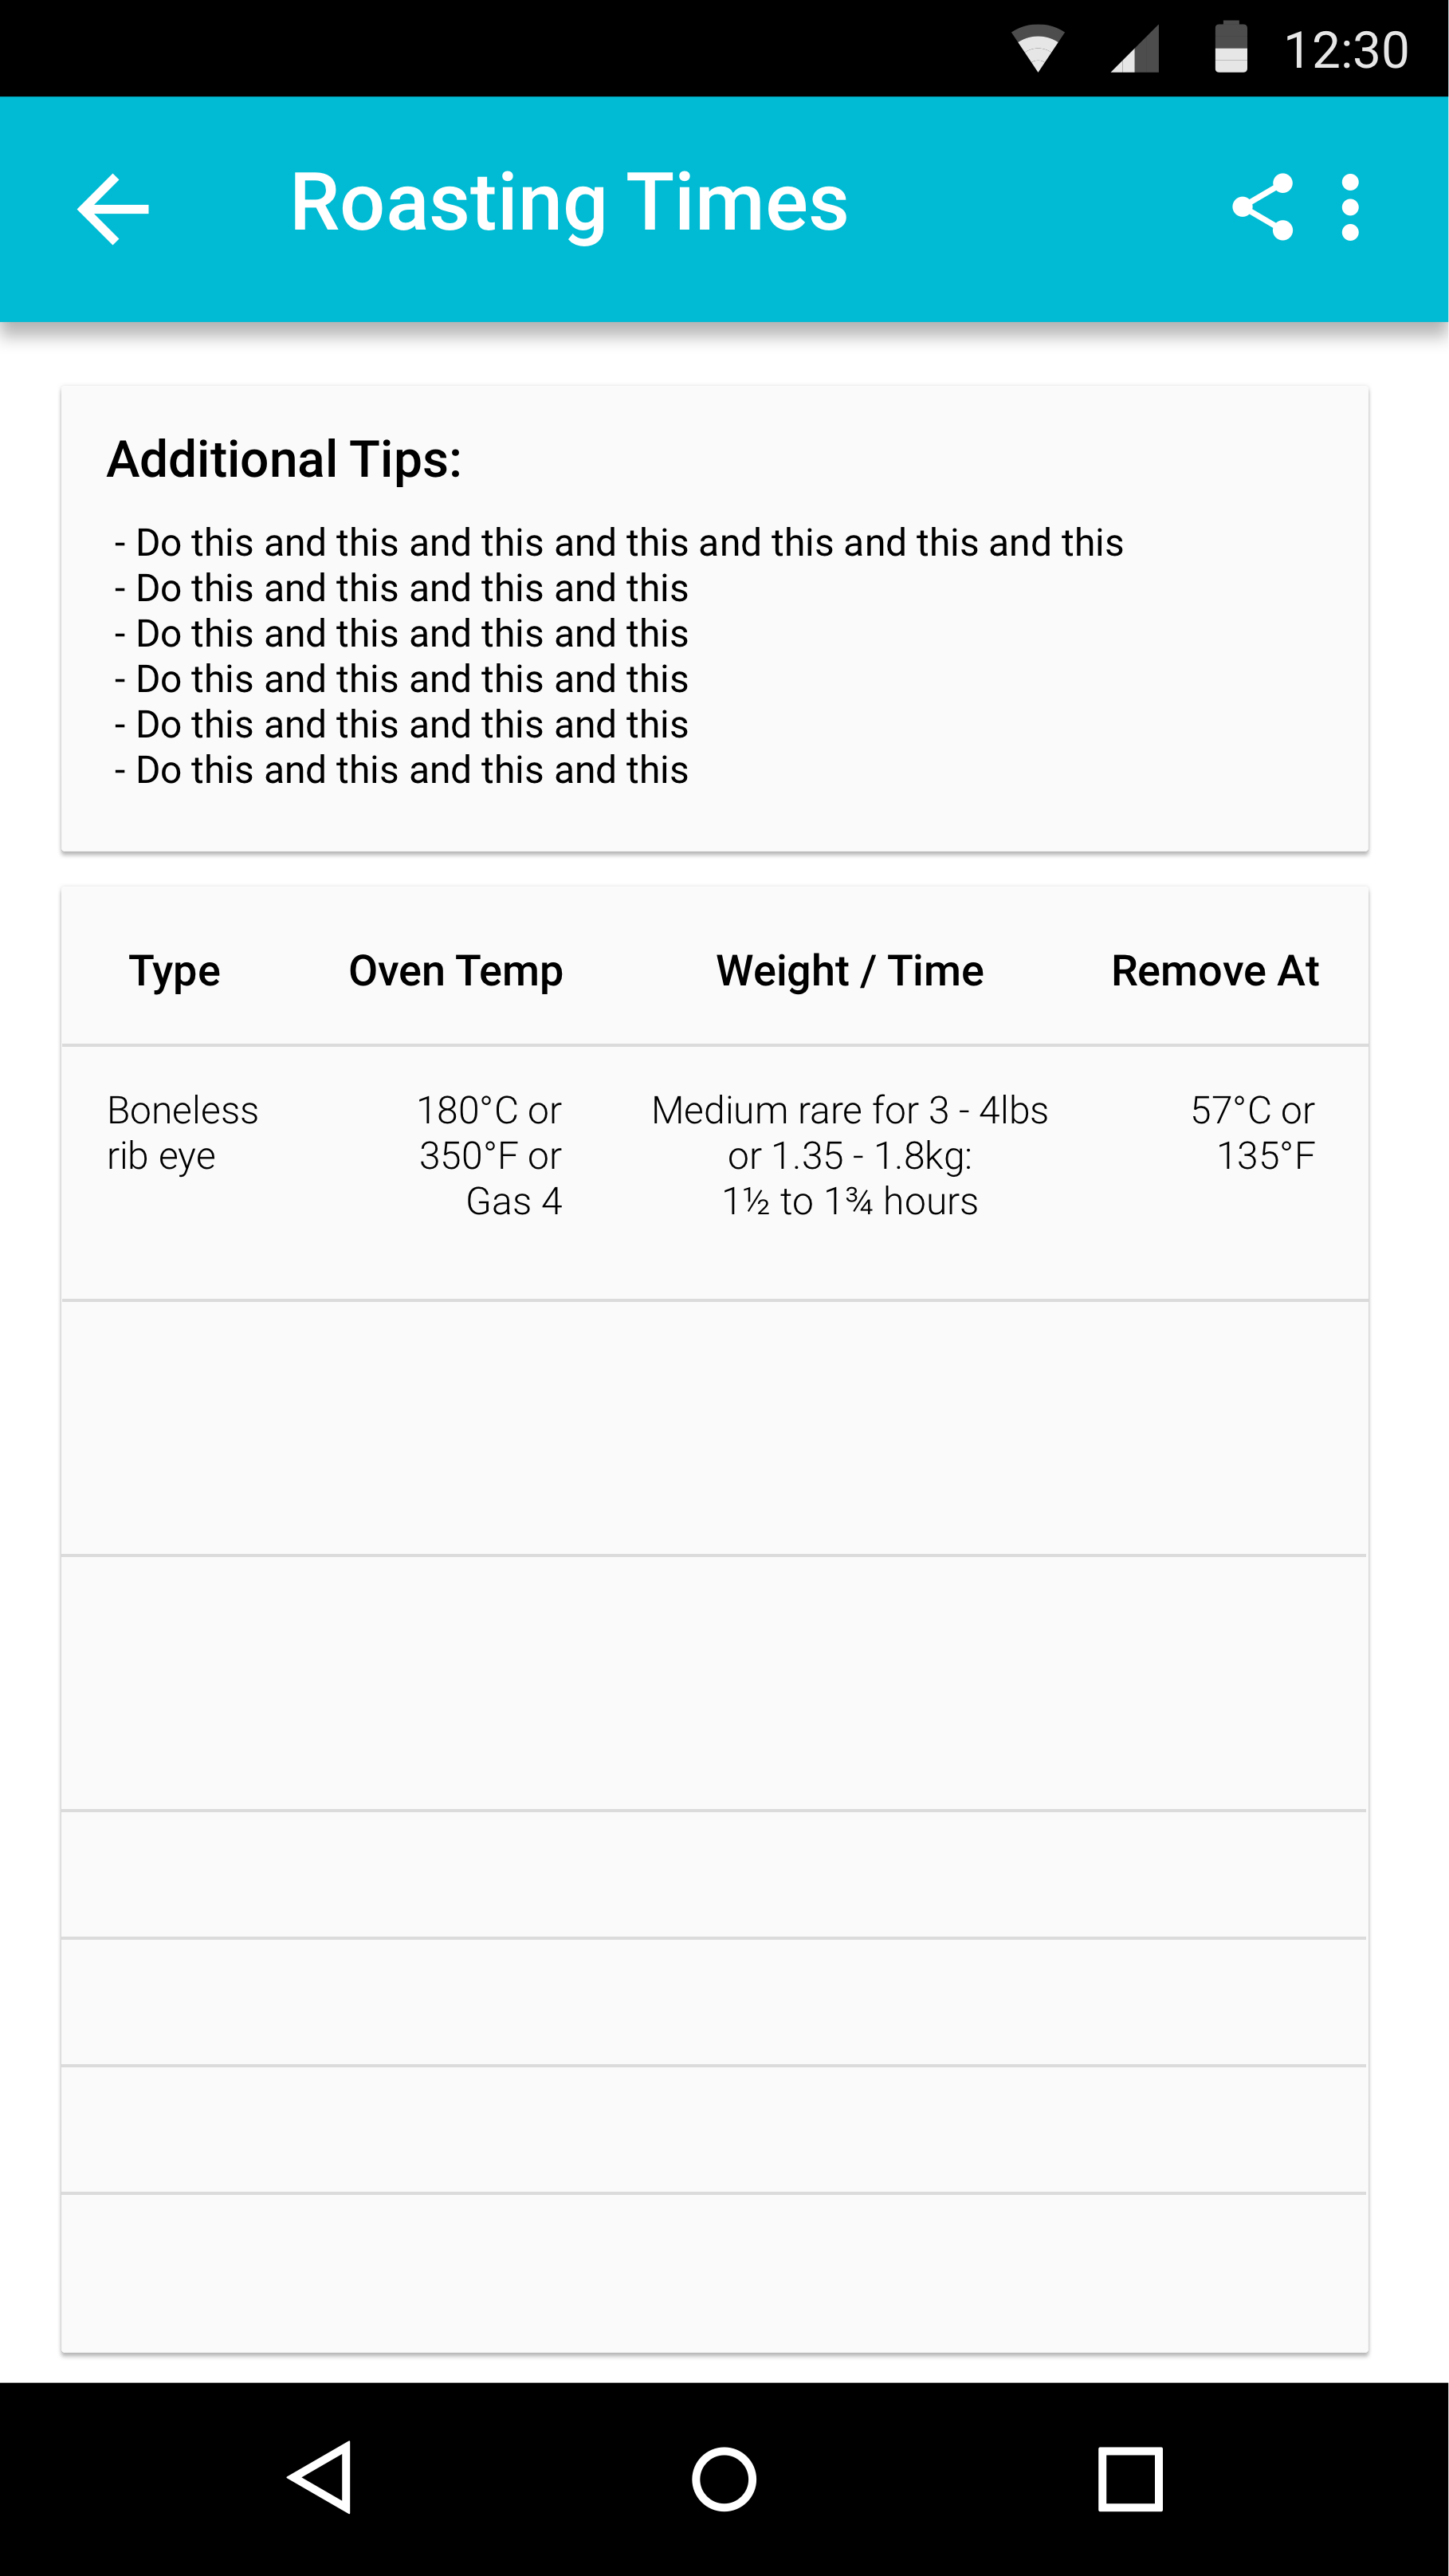 12:30
Roasting Times
Additional Tips:
- Do this and this and this and this and this and this and this
- Do this and this and this and this
- Do this and this and this and this
- Do this and this and this and this
- Do this and this and this and this
- Do this and this and this and this
Type Oven Temp Weight / Time Remove At
Boneless 180°C or Medium rare for 3 - 4lbs 57°C or
rib eye 350°F or or 1.35 - 1.8kg: 135°F
Gas 4 1½ to 1¾ hours